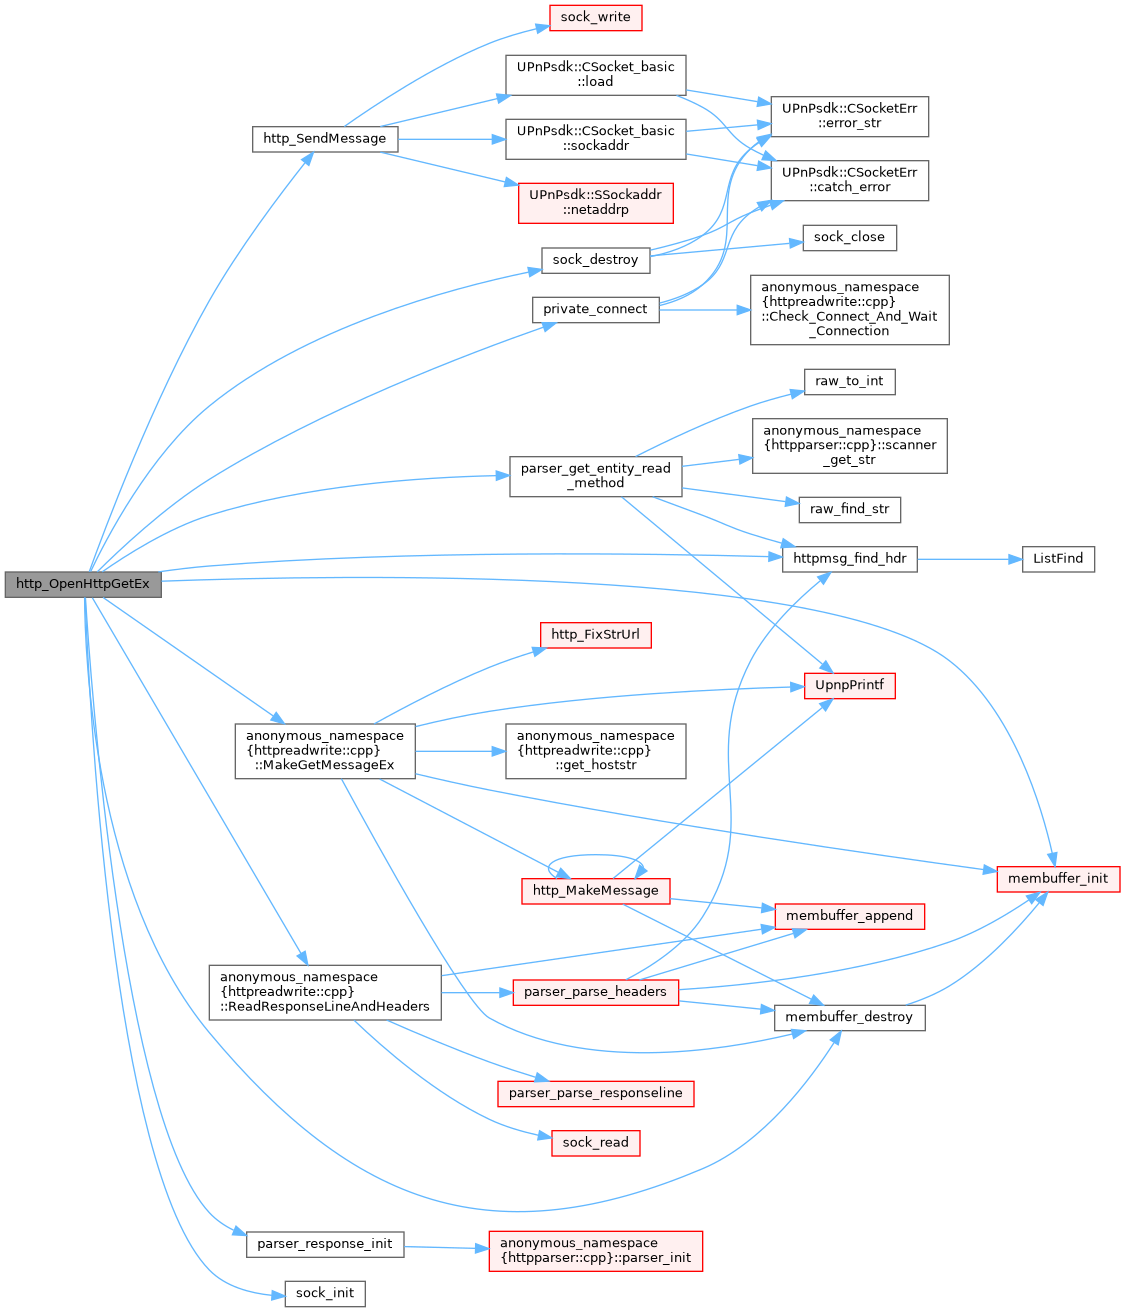 sock_write
UPnPsdk::CSocket_basic
::load
UPnPsdk::CSocketErr
::error_str
http_SendMessage
UPnPsdk::CSocket_basic
::sockaddr
UPnPsdk::CSocketErr
::catch_error
UPnPsdk::SSockaddr
::netaddrp
sock_close
sock_destroy
private_connect
anonymous_namespace
{httpreadwrite::cpp}
::Check_Connect_And_Wait
_Connection
raw_to_int
anonymous_namespace
{httpparser::cpp}::scanner
_get_str
parser_get_entity_read
_method
raw_find_str
httpmsg_find_hdr
ListFind
http_OpenHttpGetEx
http_FixStrUrl
UpnpPrintf
anonymous_namespace
{httpreadwrite::cpp}
::MakeGetMessageEx
anonymous_namespace
{httpreadwrite::cpp}
::get_hoststr
membuffer_init
http_MakeMessage
membuffer_append
anonymous_namespace
{httpreadwrite::cpp}
::ReadResponseLineAndHeaders
parser_parse_headers
membuffer_destroy
parser_parse_responseline
sock_read
parser_response_init
anonymous_namespace
{httpparser::cpp}::parser_init
sock_init